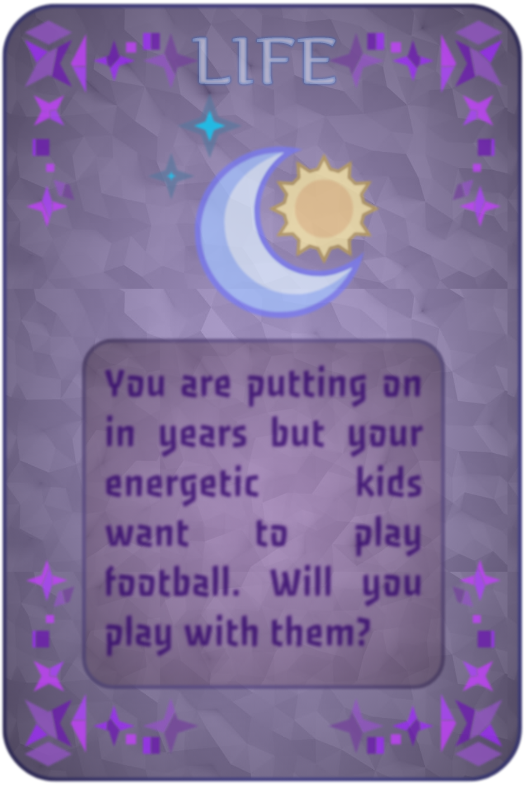 LIFE
You are putting on
in years but your
energetic kids
want to play
football. Will you
play with them?